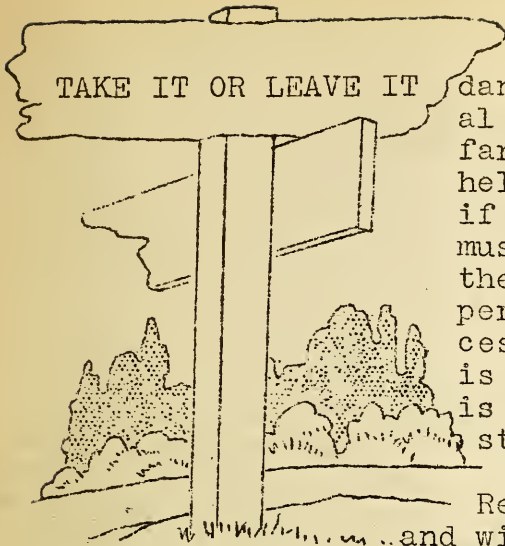 TAKE IT OR LEAVE IT
dan
al
far
hel
if
mus
the
per
ces
is
is
st
Re
and wi